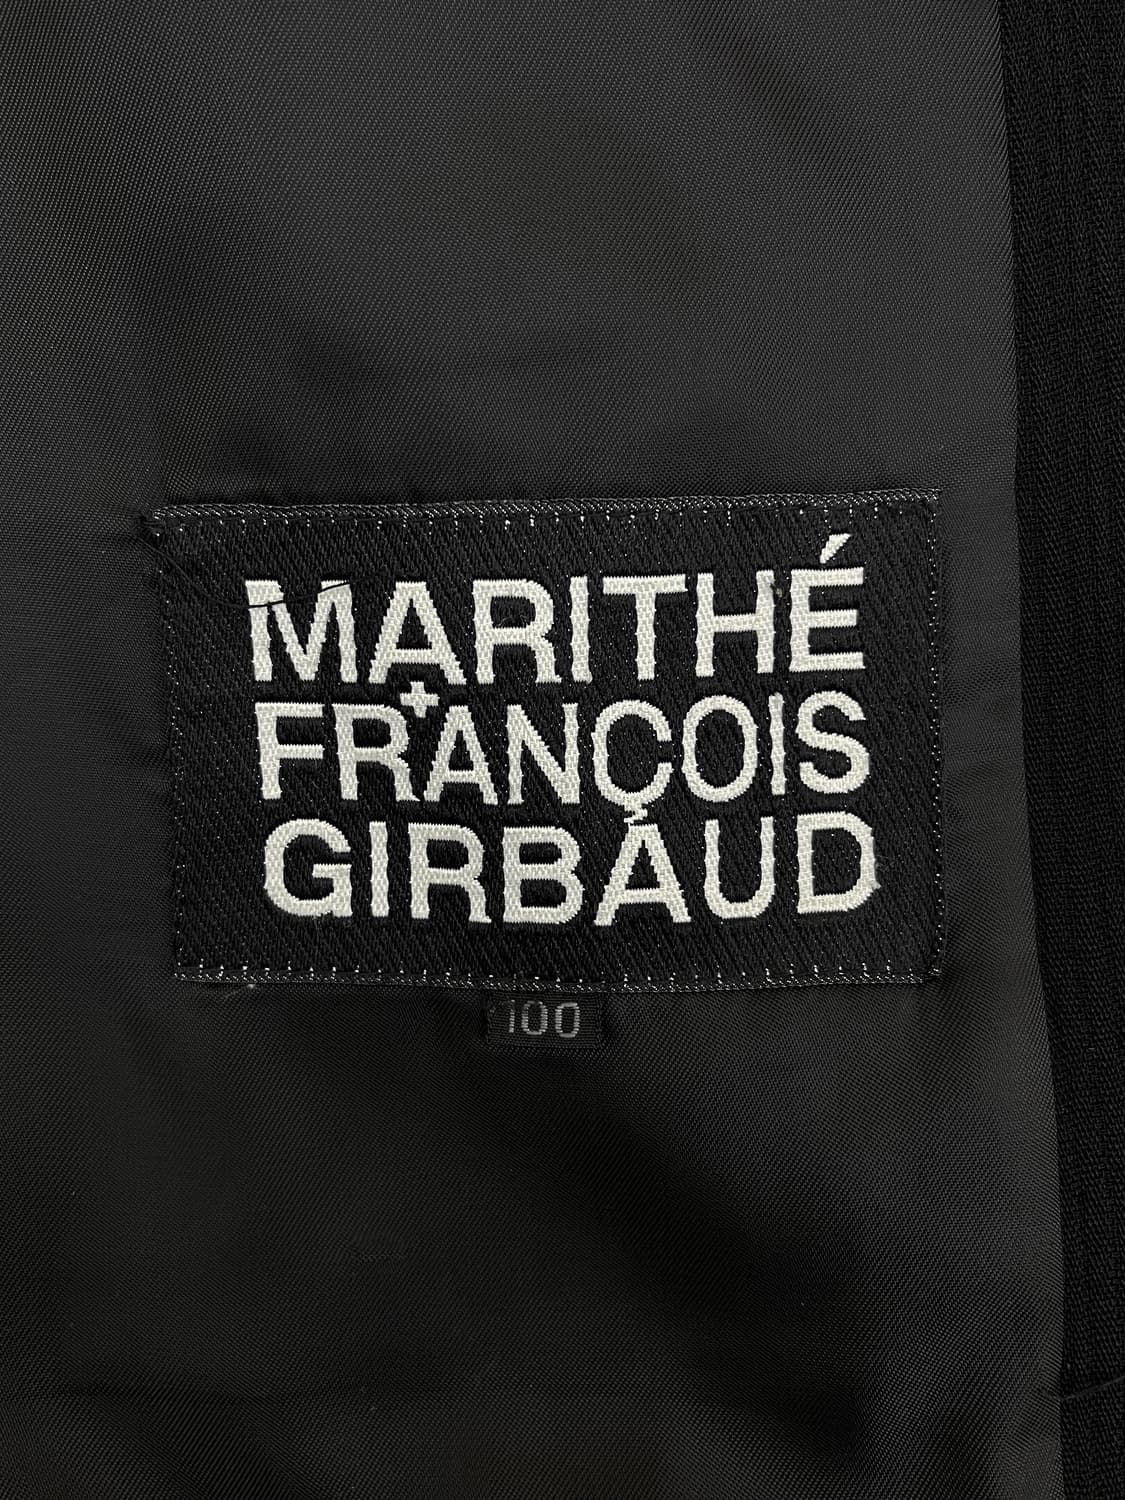 MARITHÉ
+
FRANÇOIS
GIRBAUD
100